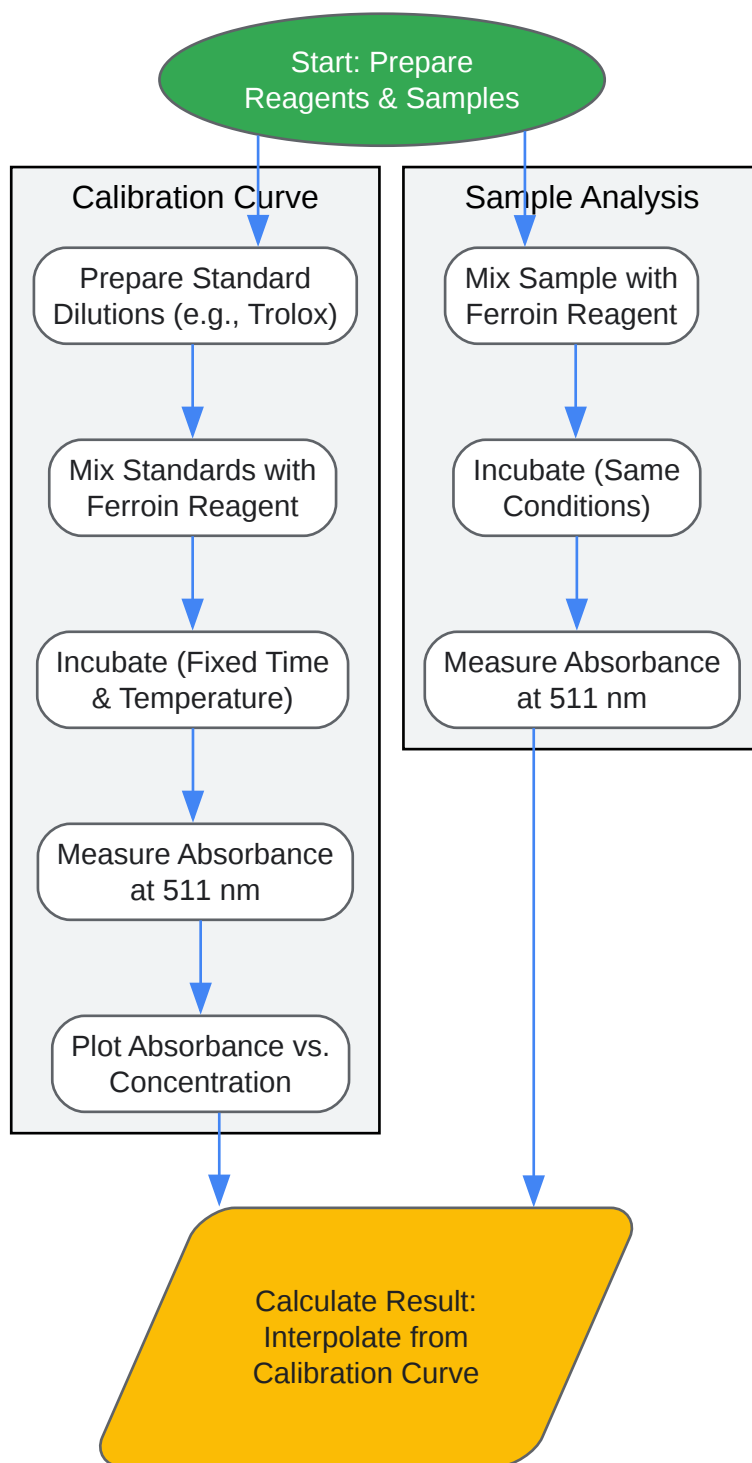 Start: Prepare
Reagents & Samples
Calibration Curve
Prepare Standard
Dilutions (e.g., Trolox)
Mix Standards with
Ferroin Reagent
Incubate (Fixed Time
& Temperature)
Measure Absorbance
at 511 nm
Plot Absorbance vs.
Concentration
Sample Analysis
Mix Sample with
Ferroin Reagent
Incubate (Same
Conditions)
Measure Absorbance
at 511 nm
Calculate Result:
Interpolate from
Calibration Curve